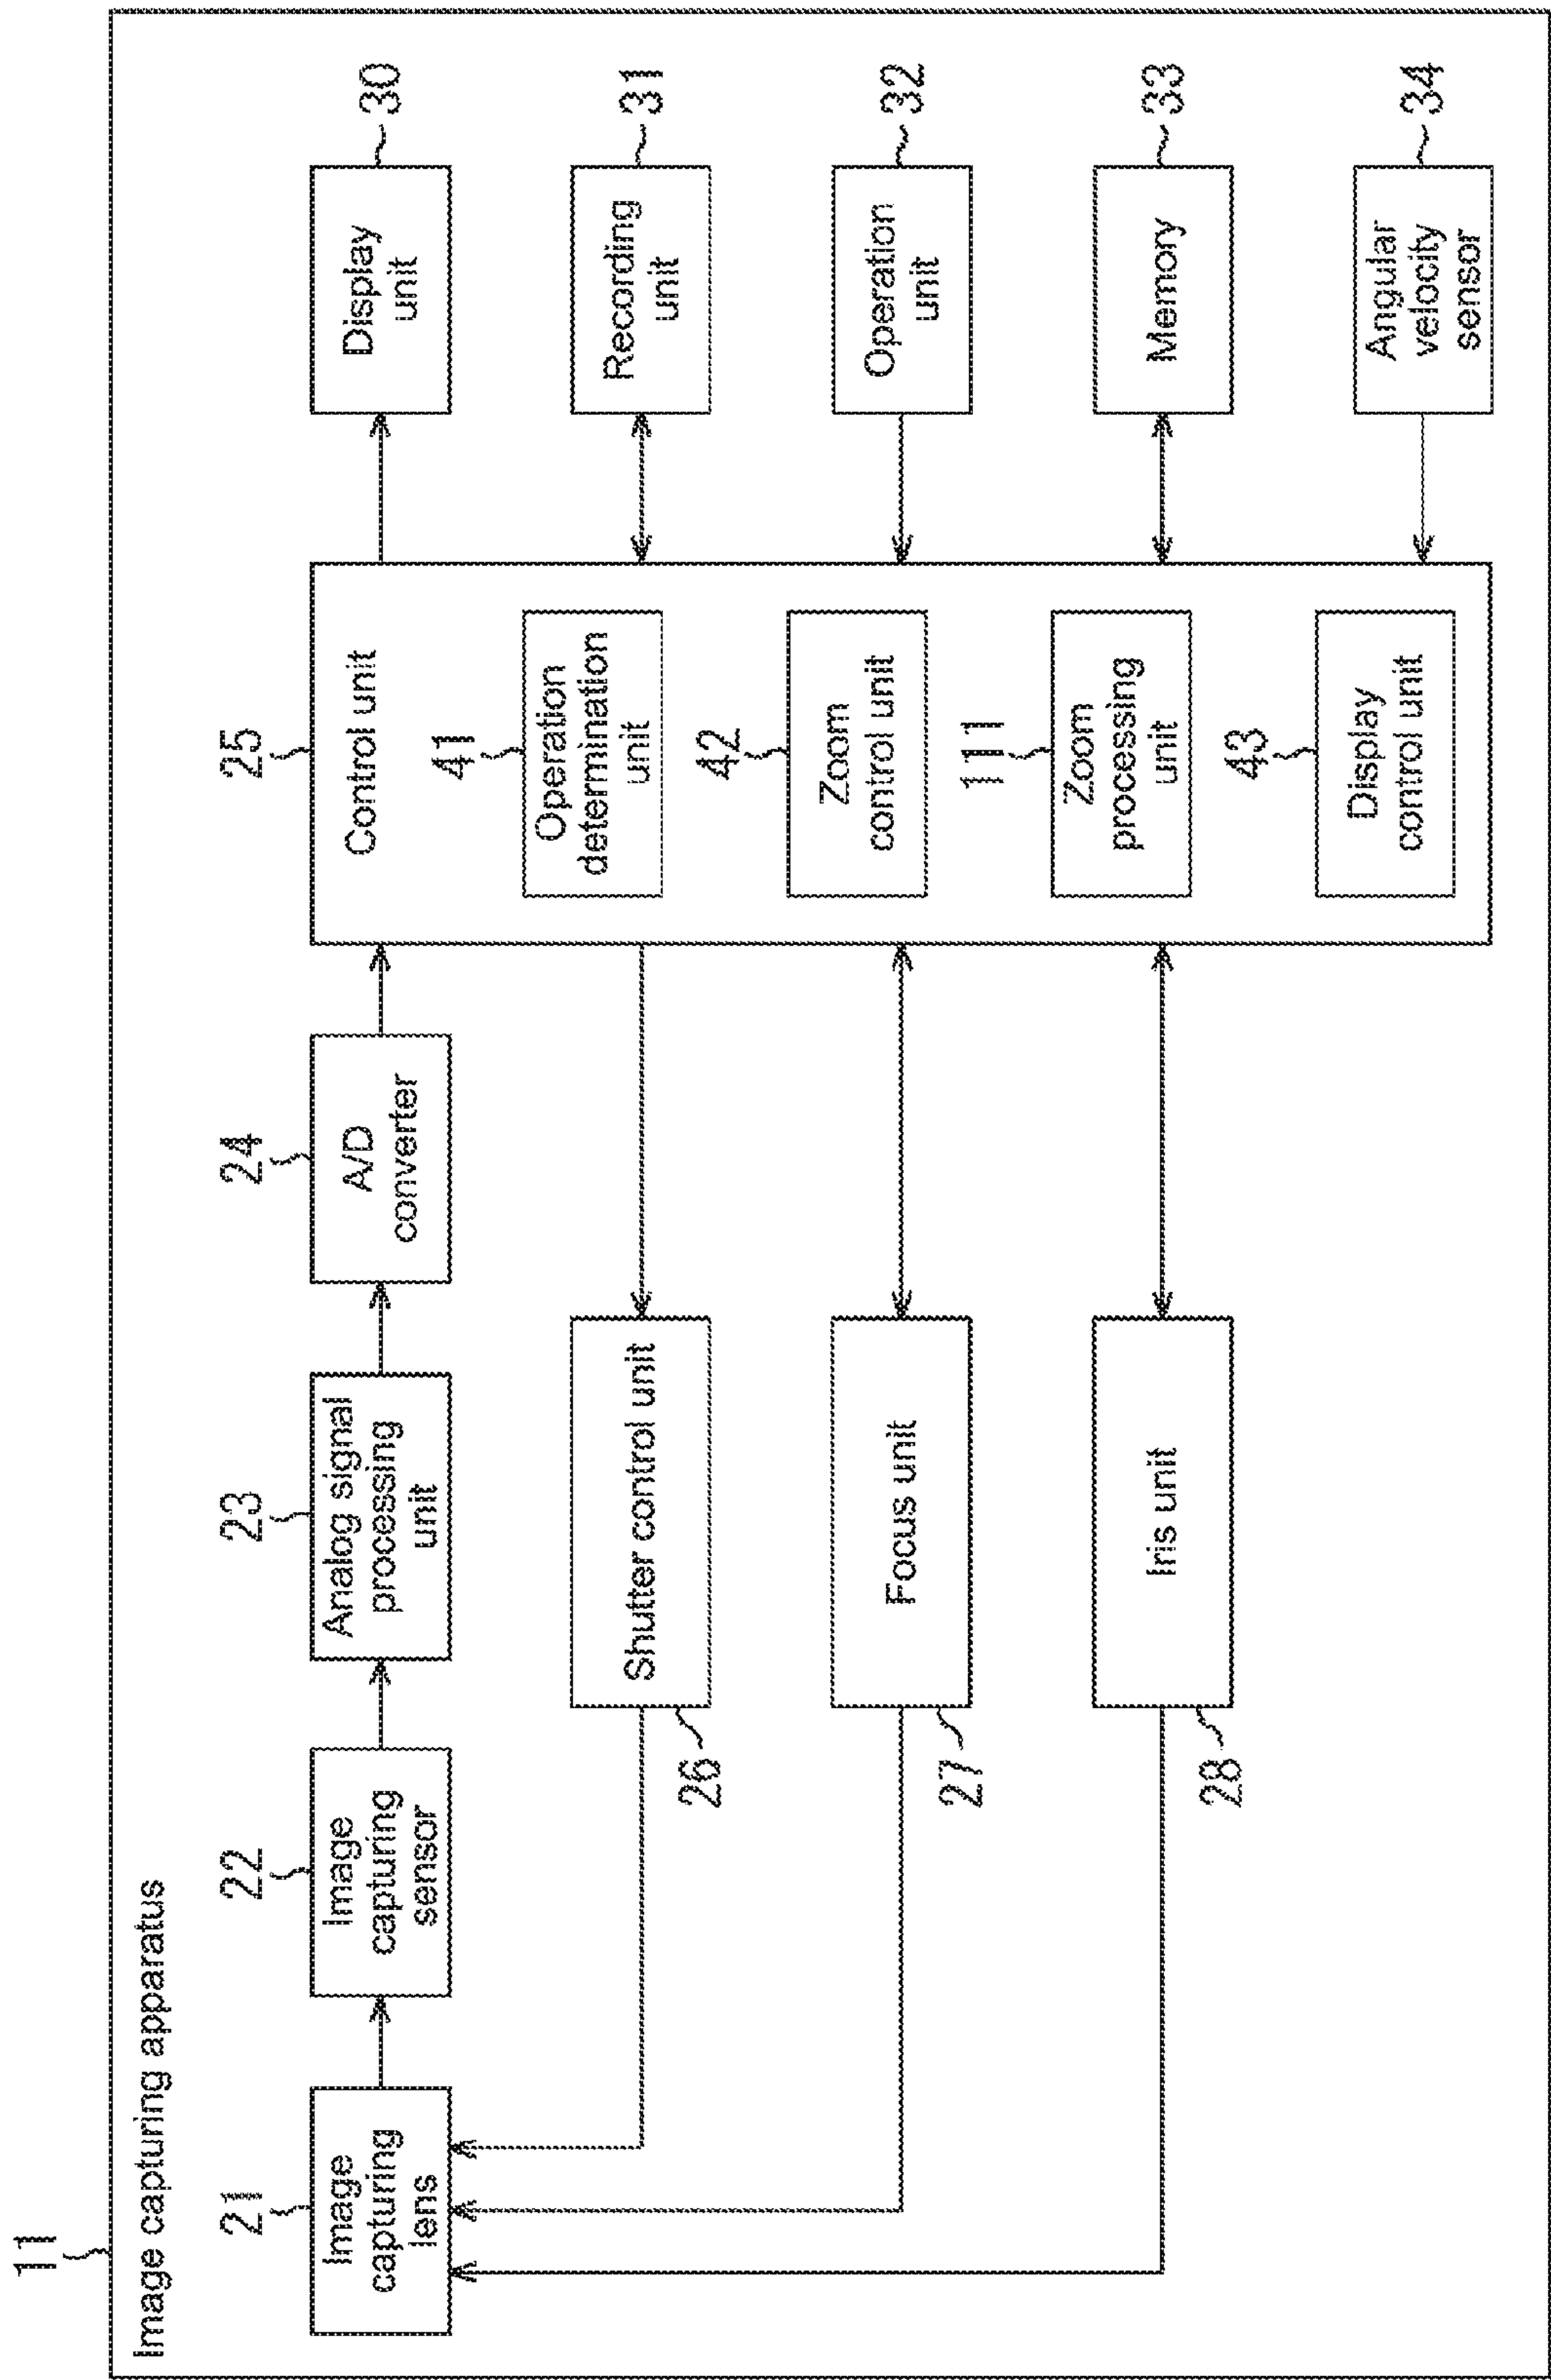 11
Image capturing apparatus
21
Image
capturing
lens
22
Image
capturing
sensor
23
Analog signal
processing
unit
24
A/D
converter
25
Control unit
41
Operation
determination
unit
42
Zoom
control unit
111
Zoom
processing
unit
43
Display
control unit
26
Shutter control unit
27
Focus unit
28
Iris unit
30
Display
unit
31
Recording
unit
32
Operation
unit
33
Memory
34
Angular
velocity
sensor